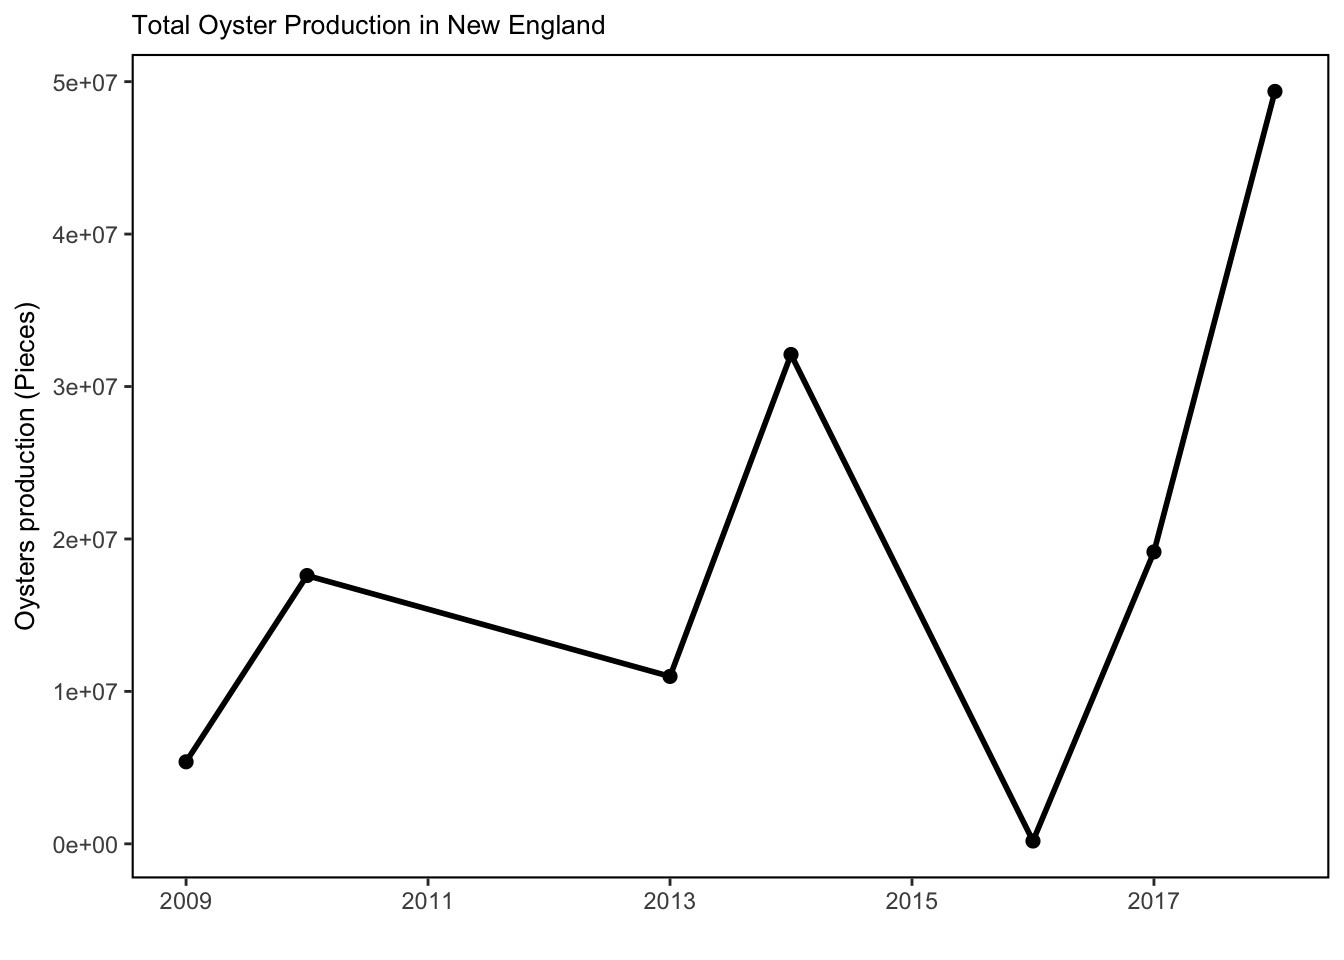 Total Oyster Production in New England
5e+07
4e+07
3e+07
2e+07
1e+07
0e+00
Oysters production (Pieces)
2009 2011 2013 2015 2017